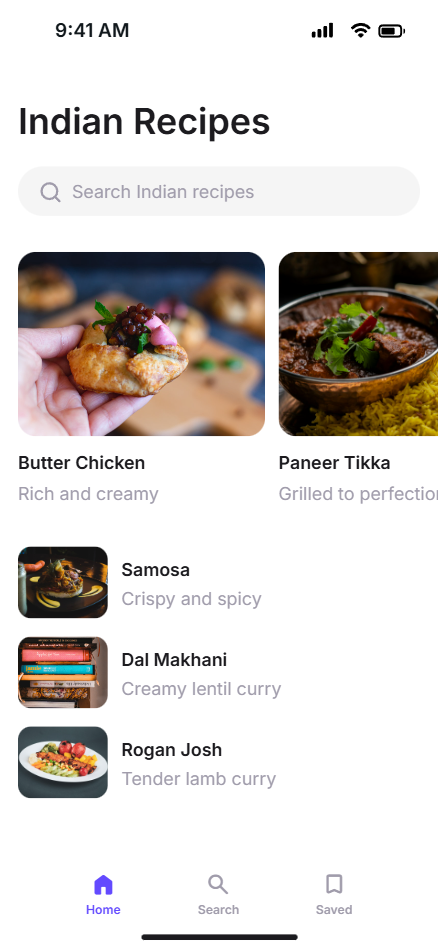 9:41 AM
Indian Recipes
Search Indian recipes
Butter Chicken
Rich and creamy
Paneer Tikka
Grilled to perfection
Samosa
Crispy and spicy
Dal Makhani
Creamy lentil curry
Rogan Josh
Tender lamb curry
Home
Search
Saved